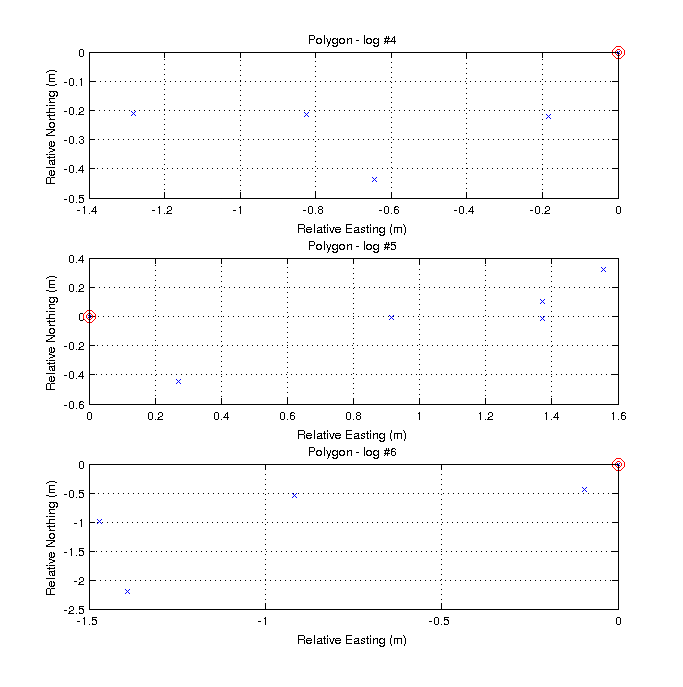 Polygon - log #4
Relative Northing (m)
0
-0.1
-0.2
-0.3
-0.4
-0.5
-1.4 -1.2 -1 -0.8 -0.6 -0.4 -0.2 0
Relative Easting (m)
Polygon - log #5
Relative Northing (m)
0.4
0.2
0
-0.2
-0.4
-0.6
0 0.2 0.4 0.6 0.8 1 1.2 1.4 1.6
Relative Easting (m)
Polygon - log #6
Relative Northing (m)
0
-0.5
-1
-1.5
-2
-2.5
-1.5 -1 -0.5 0
Relative Easting (m)